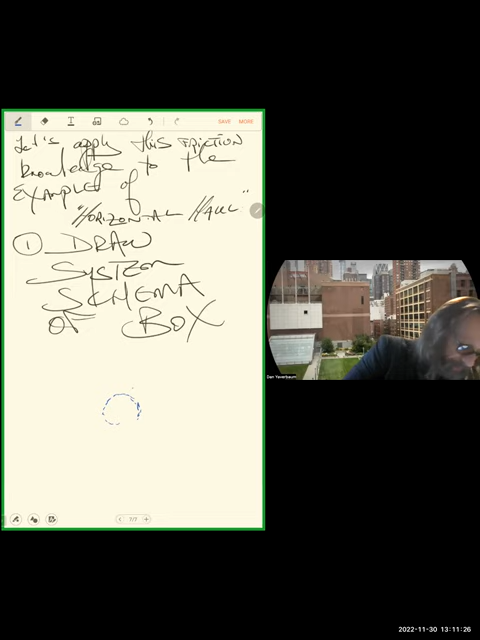 SAVE MORE
Let's apply this FRICTION
knowledge to the
EXAMPLE of
"HORIZONTAL HAUL"
① DRAW
SYSTEM
SCHEMA
OF BOX
Dan Yaverbaum
7/7
2022-11-30 13:11:26